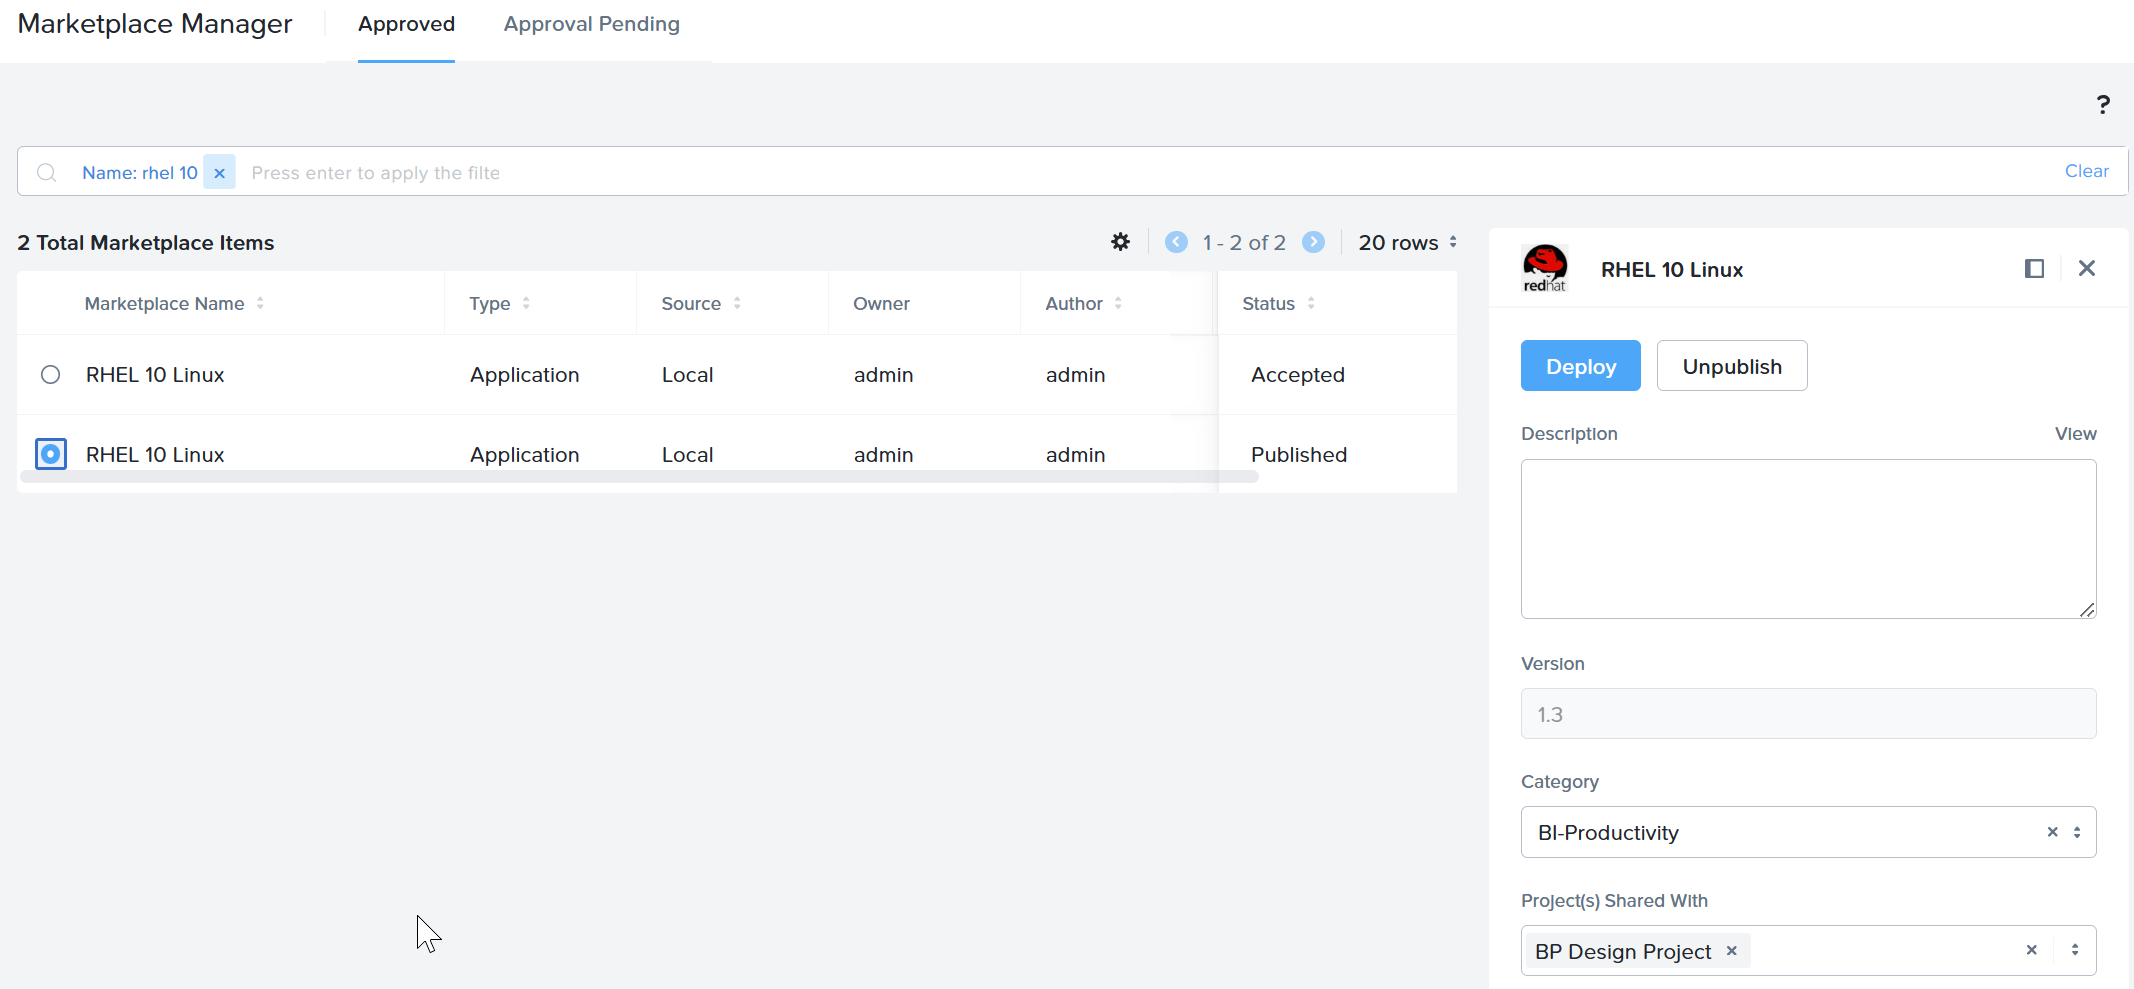 Marketplace Manager
Approved
Approval Pending
?
Name: rhel 10
Press enter to apply the filte
Clear
2 Total Marketplace Items
1 - 2 of 2
20 rows
Marketplace Name
Type
Source
Owner
Author
Status
RHEL 10 Linux
Application
Local
admin
admin
Accepted
RHEL 10 Linux
Application
Local
admin
admin
Published
redhat
RHEL 10 Linux
Deploy
Unpublish
Description
View
Version
1.3
Category
BI-Productivity
Project(s) Shared With
BP Design Project